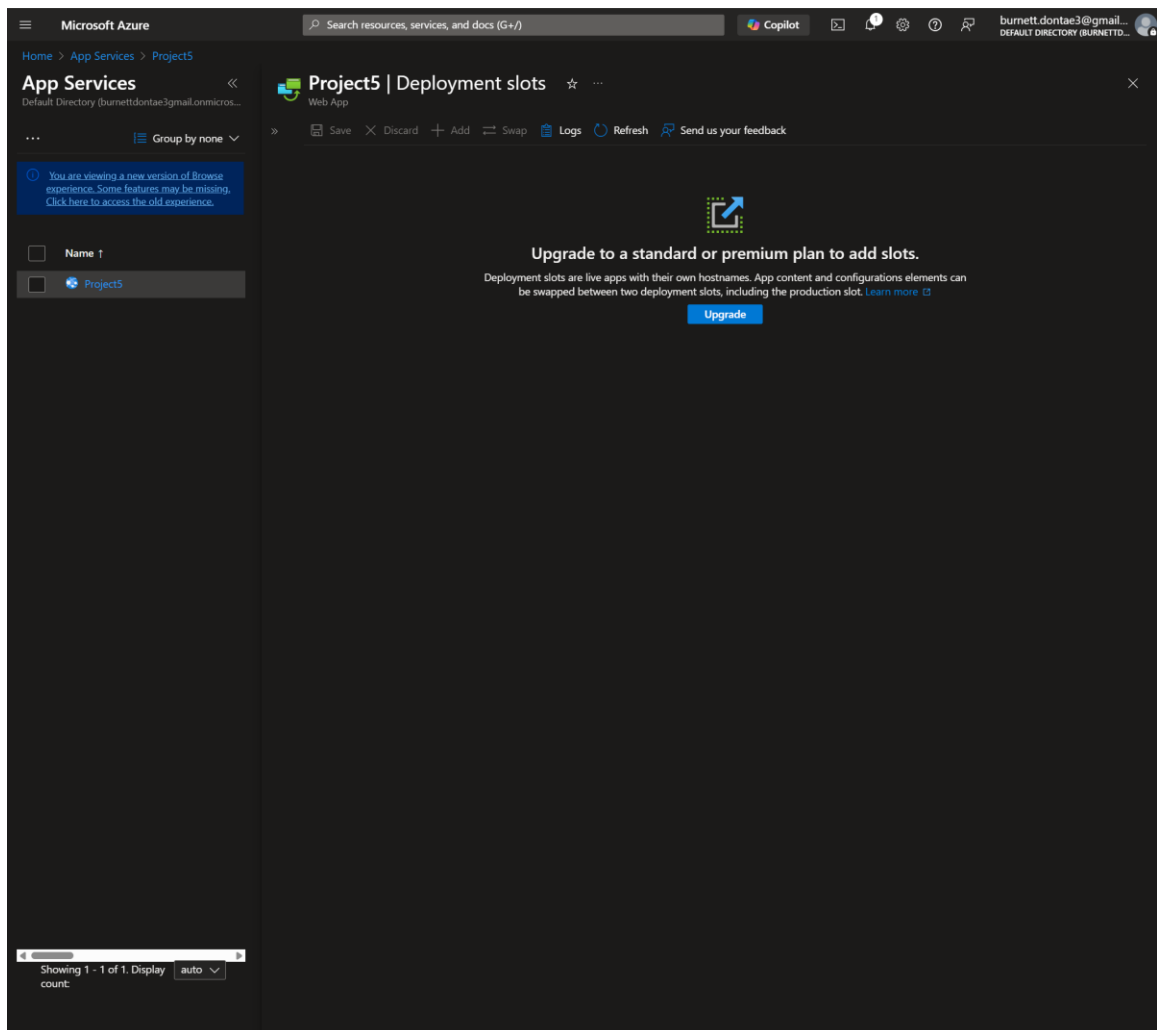 Microsoft Azure
Search resources, services, and docs (G+/)
Copilot
1
burnett.dontae3@gmail...
DEFAULT DIRECTORY (BURNETTD...
Home > App Services > Project5
App Services
Default Directory (burnettdontae3gmail.onmicros...
... Group by none
You are viewing a new version of Browse
experience. Some features may be missing.
Click here to access the old experience.
Name ↑
Project5
Showing 1 - 1 of 1. Display
count:
auto
Project5 | Deployment slots ...
Web App
Save Discard Add Swap Logs Refresh Send us your feedback
Upgrade to a standard or premium plan to add slots.
Deployment slots are live apps with their own hostnames. App content and configurations elements can
be swapped between two deployment slots, including the production slot. Learn more
Upgrade